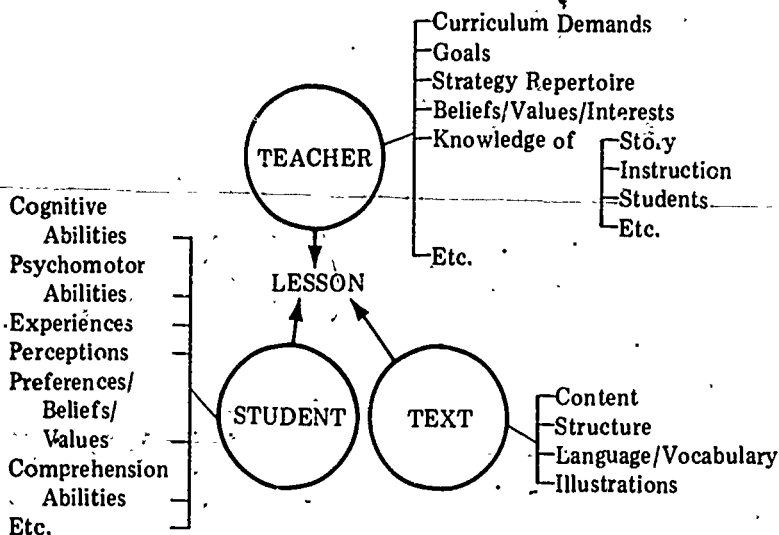 Curriculum Demands
Goals
Strategy Repertoire
Beliefs/Values/Interests
Knowledge of
Story
Instruction
Students
Etc.
Etc.
TEACHER
LESSON
Cognitive
Abilities
Psychomotor
Abilities
Experiences
Perceptions
Preferences/
Beliefs/
Values
Comprehension
Abilities
Etc.
STUDENT
TEXT
Content
Structure
Language/Vocabulary
Illustrations